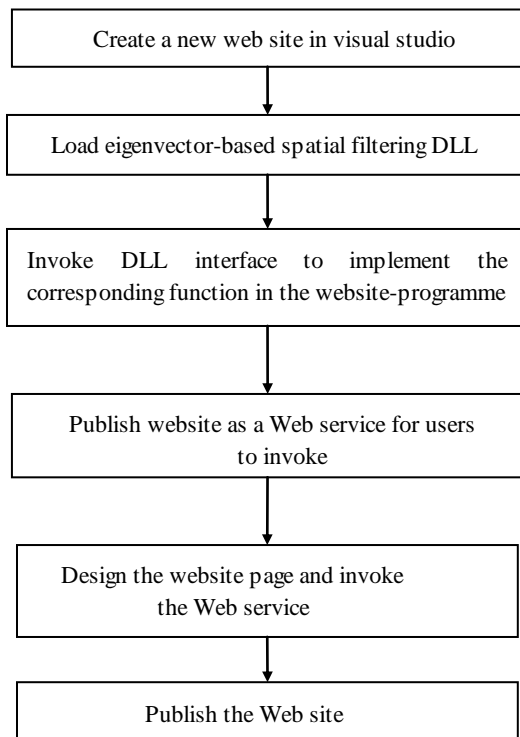 Create a new web site in visual studio
Load eigenvector-based spatial filtering DLL
Invoke DLL interface to implement the
corresponding function in the website-programme
Publish website as a Web service for users
to invoke
Design the website page and invoke
the Web service
Publish the Web site